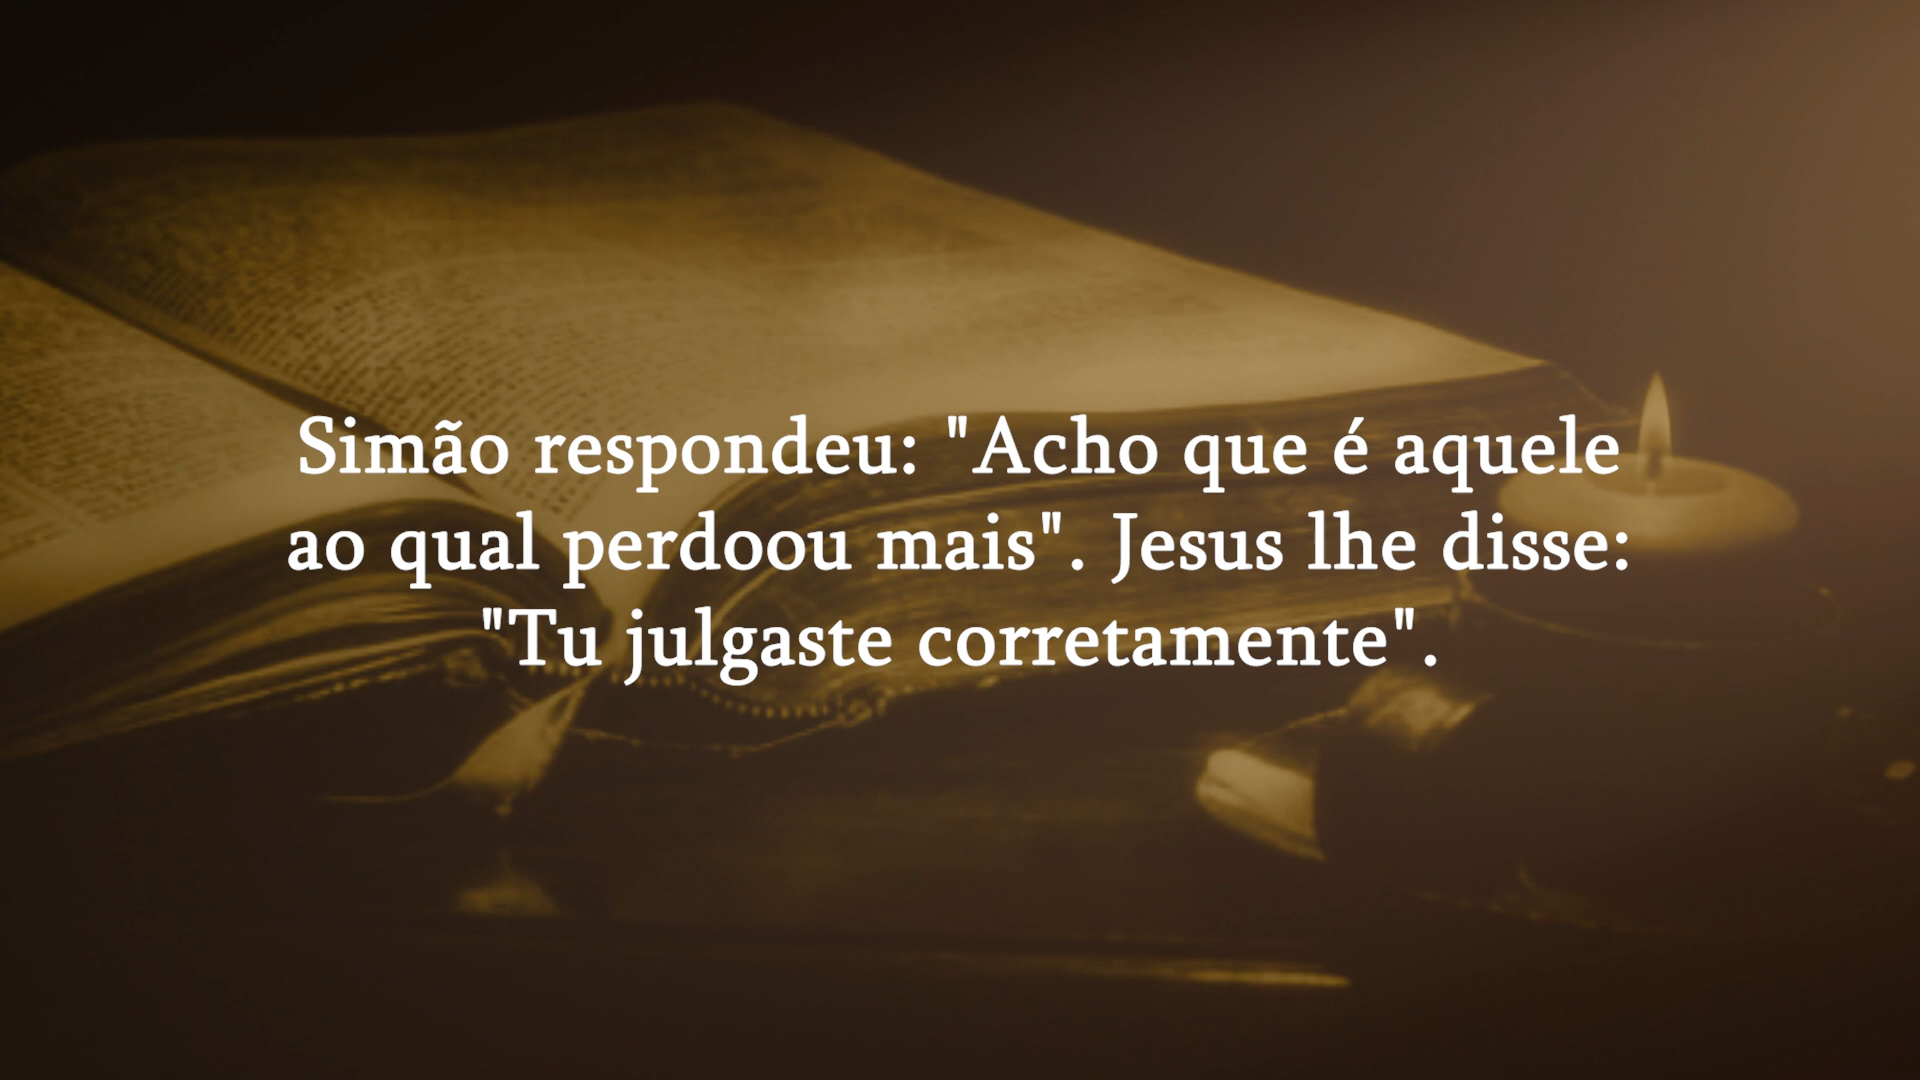 Simão respondeu: "Acho que é aquele
ao qual perdoou mais". Jesus lhe disse:
"Tu julgaste corretamente".